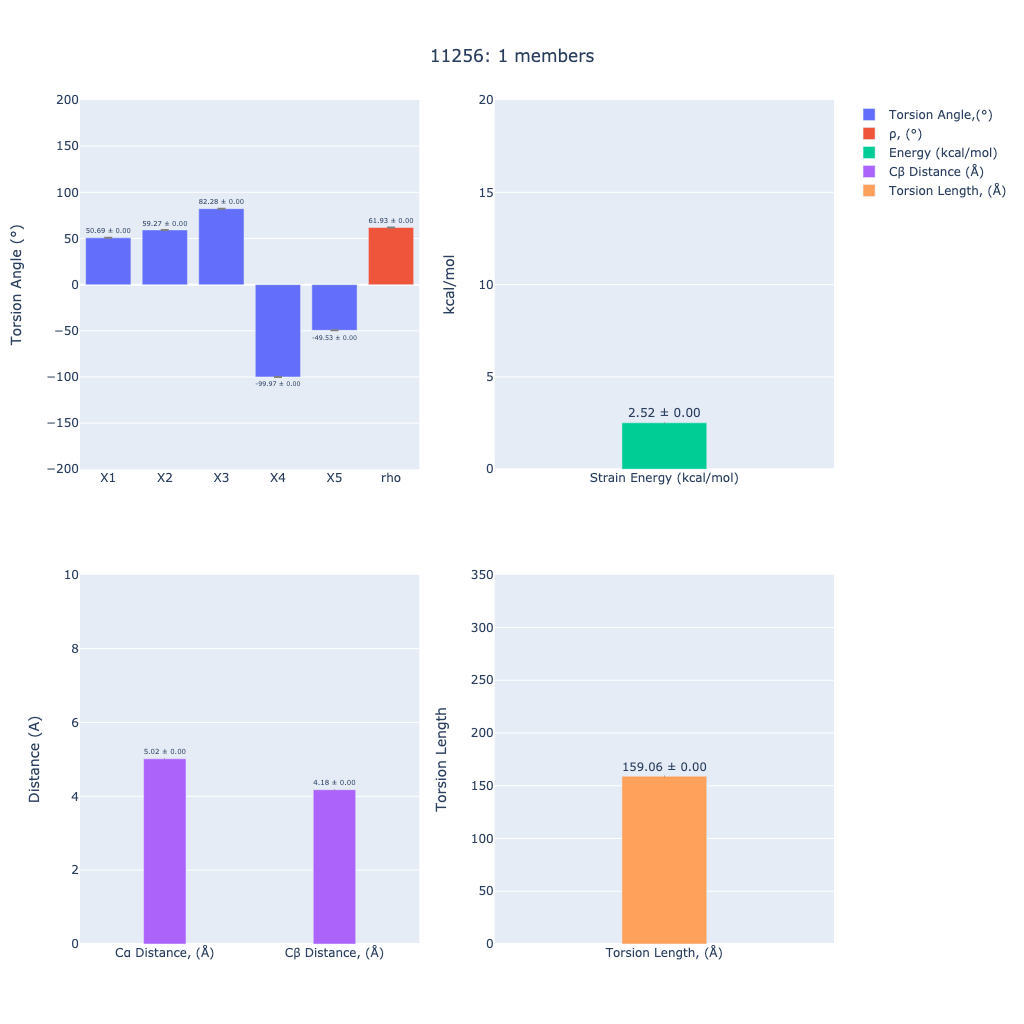 11256: 1 members
Torsion Angle (°)
200
150
100
50
0
−50
−100
−150
−200
50.69 ± 0.00
59.27 ± 0.00
82.28 ± 0.00
-99.97 ± 0.00
-49.53 ± 0.00
61.93 ± 0.00
X1 X2 X3 X4 X5 rho
kcal/mol
20
15
10
5
0
2.52 ± 0.00
Strain Energy (kcal/mol)
Torsion Angle,(°)
ρ, (°)
Energy (kcal/mol)
Cβ Distance (Å)
Torsion Length, (Å)
Distance (A)
10
8
6
4
2
0
5.02 ± 0.00
4.18 ± 0.00
Cα Distance, (Å) Cβ Distance, (Å)
Torsion Length
350
300
250
200
150
100
50
0
159.06 ± 0.00
Torsion Length, (Å)